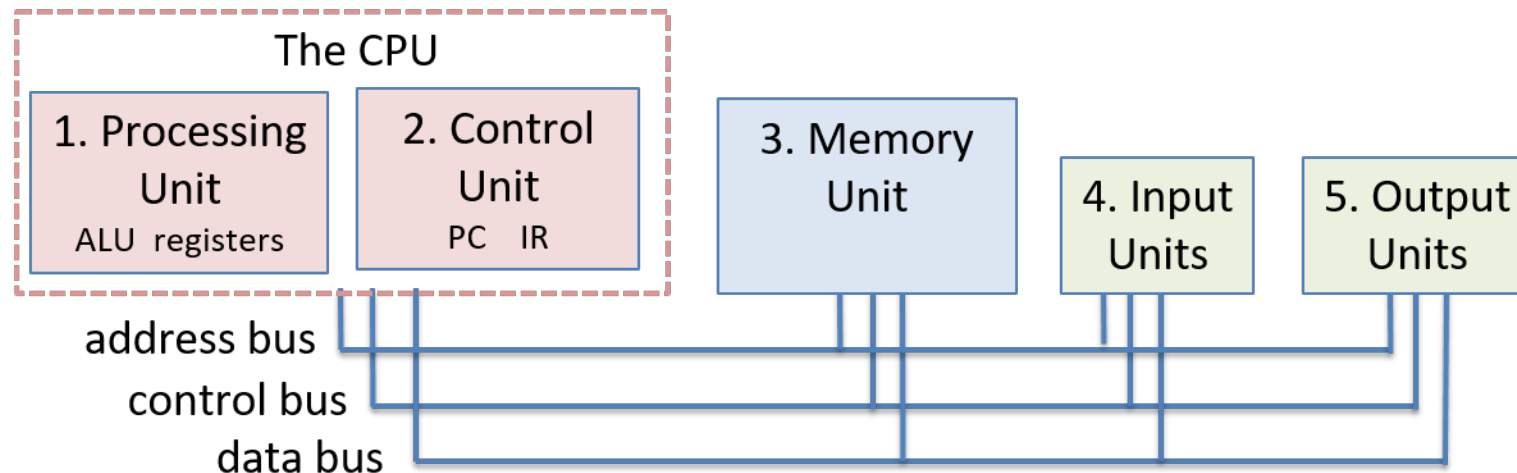 The CPU
1. Processing
Unit
ALU registers
2. Control
Unit
PC IR
3. Memory
Unit
4. Input
Units
5. Output
Units
address bus
control bus
data bus